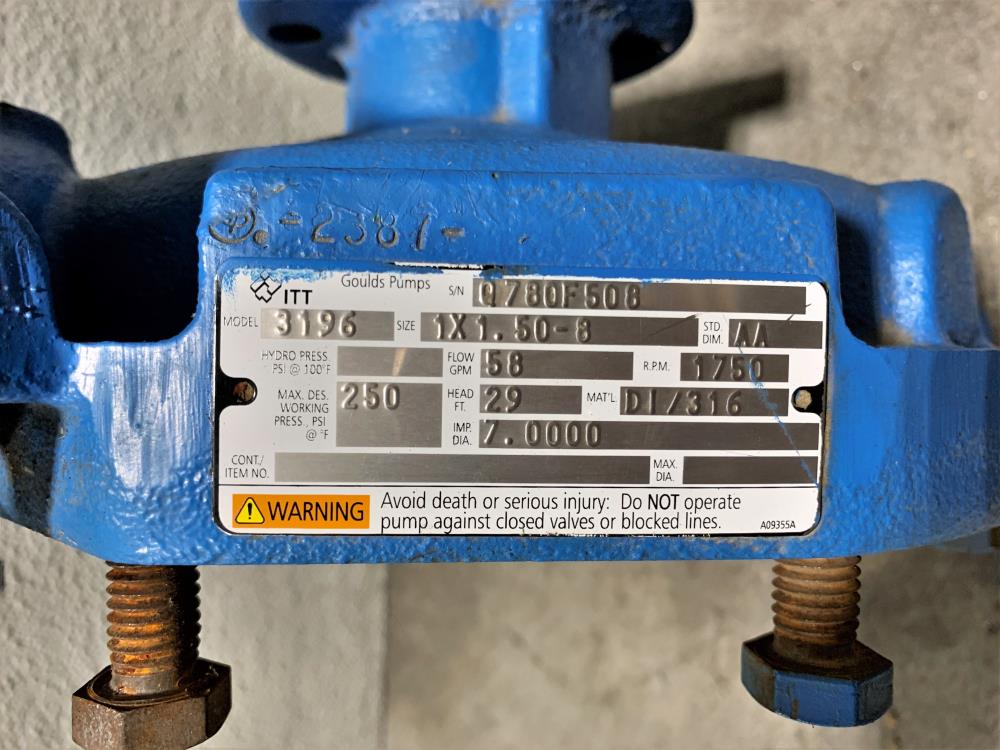 -2387-
ITT Goulds Pumps S/N Q780F508
MODEL 3196 SIZE 1X1.50-8 STD. DIM. AA
HYDRO PRESS. PSI @ 100°F FLOW GPM 58 R.P.M. 1750
MAX. DES. WORKING PRESS., PSI @ °F 250 HEAD FT. 29 MAT'L. DI/316
IMP. DIA. 7.0000
CONT./ ITEM NO. MAX. DIA.
WARNING Avoid death or serious injury: Do NOT operate
pump against closed valves or blocked lines. A09355A